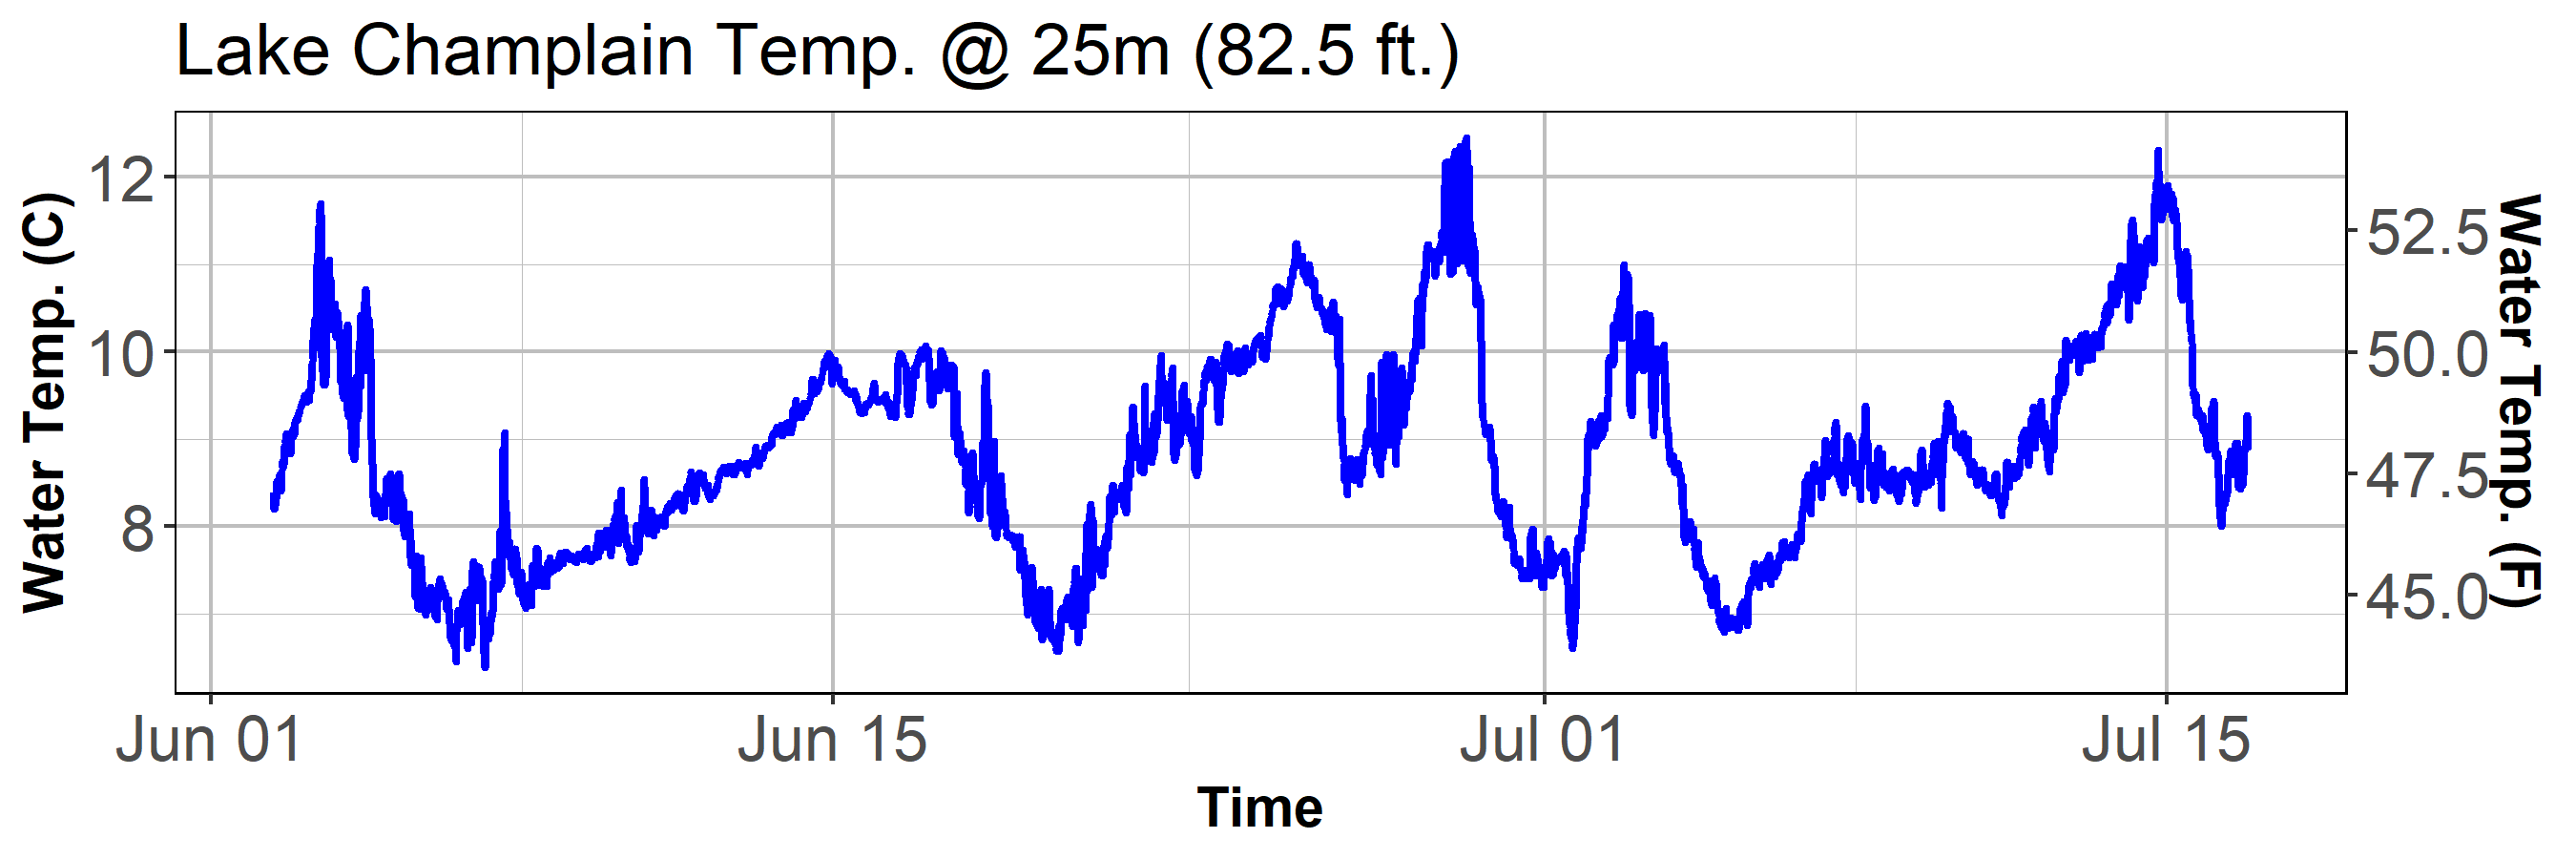 Lake Champlain Temp. @ 25m (82.5 ft.)
Water Temp. (C)
12
10
8
52.5
50.0
47.5
45.0
Water Temp. (F)
Jun 01 Jun 15 Jul 01 Jul 15
Time